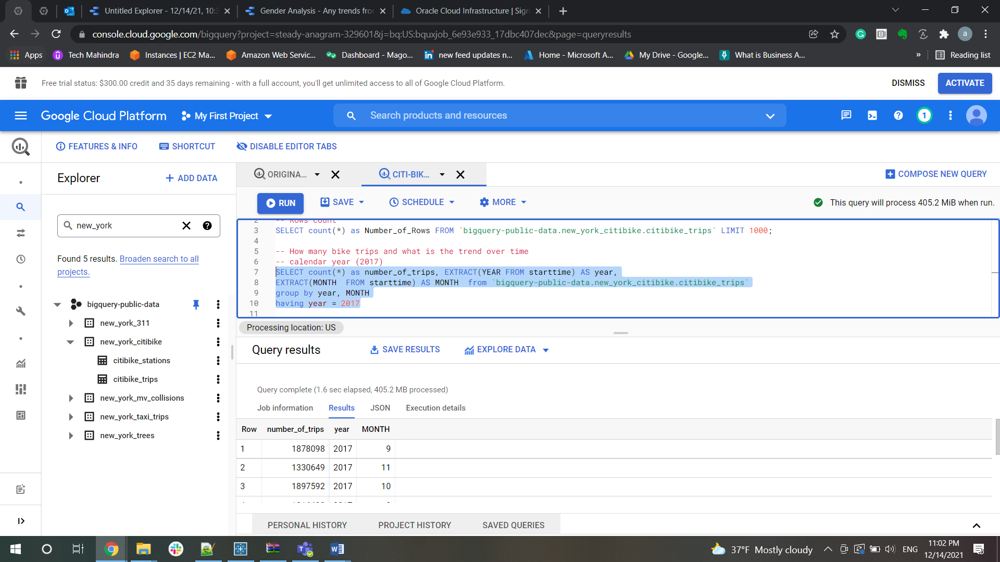 Untitled Explorer - 12/14/21, 10:3
Gender Analysis - Any trends fro
Oracle Cloud Infrastructure | Sign
console.cloud.google.com/bigquery?project=steady-anagram-329601&j=bq:US:bquxjob_6e93e933_17dbc407dec&page=queryresults
a
Apps
Tech Mahindra
Instances | EC2 Ma...
Amazon Web Servic...
Dashboard - Mago...
new feed updates n...
Home - Microsoft A...
My Drive - Google...
What is Business A...
»
Reading list
Free trial status: $300.00 credit and 35 days remaining - with a full account, you'll get unlimited access to all of Google Cloud Platform.
DISMISS
ACTIVATE
Google Cloud Platform
My First Project
Search products and resources
1
FEATURES & INFO
SHORTCUT
DISABLE EDITOR TABS
Explorer
+ ADD DATA
ORIGINA...
CITI-BIK...
COMPOSE NEW QUERY
RUN
SAVE
SCHEDULE
MORE
This query will process 405.2 MiB when run.
new_york
Found 5 results. Broaden search to all
projects.
bigquery-public-data
new_york_311
new_york_citibike
citibike_stations
citibike_trips
new_york_mv_collisions
new_york_taxi_trips
new_york_trees
2 -- Rows count
3 SELECT count(*) as Number_of_Rows FROM `bigquery-public-data.new_york_citibike.citibike_trips` LIMIT 1000;
4
5 -- How many bike trips and what is the trend over time
6 -- calendar year (2017)
7 SELECT count(*) as number_of_trips, EXTRACT(YEAR FROM starttime) AS year,
8 EXTRACT(MONTH  FROM starttime) AS MONTH  from `bigquery-public-data.new_york_citibike.citibike_trips`
9 group by year, MONTH
10 having year = 2017
11
Processing location: US
Query results
SAVE RESULTS
EXPLORE DATA
Query complete (1.6 sec elapsed, 405.2 MB processed)
Job information
Results
JSON
Execution details
Row number_of_trips year MONTH
1 1878098 2017 9
2 1330649 2017 11
3 1897592 2017 10
PERSONAL HISTORY
PROJECT HISTORY
SAVED QUERIES
37°F Mostly cloudy
ENG
11:02 PM
12/14/2021